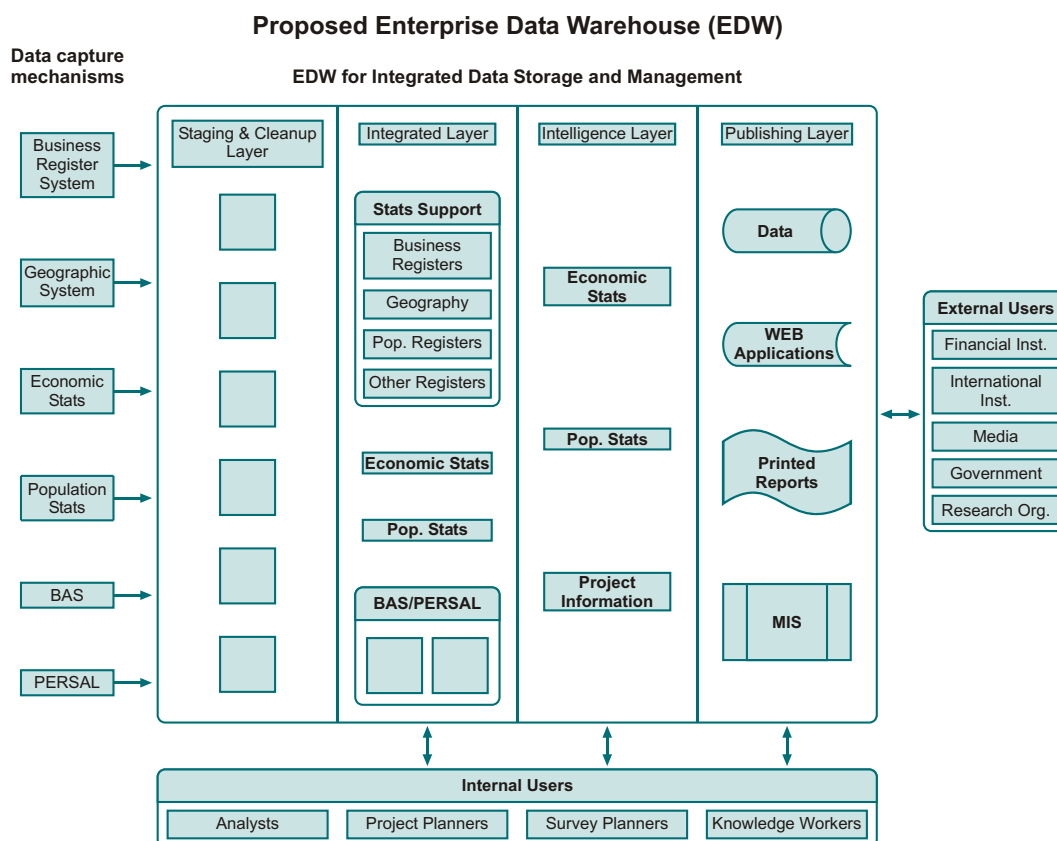 Proposed Enterprise Data Warehouse (EDW)
Data capture
mechanisms
EDW for Integrated Data Storage and Management
Business
Register
System
Geographic
System
Economic
Stats
Population
Stats
BAS
PERSAL
Staging & Cleanup
Layer
Integrated Layer
Stats Support
Business
Registers
Geography
Pop. Registers
Other Registers
Economic Stats
Pop. Stats
BAS/PERSAL
Intelligence Layer
Economic
Stats
Pop. Stats
Project
Information
Publishing Layer
Data
WEB
Applications
Printed
Reports
MIS
External Users
Financial Inst.
International
Inst.
Media
Government
Research Org.
Internal Users
Analysts
Project Planners
Survey Planners
Knowledge Workers